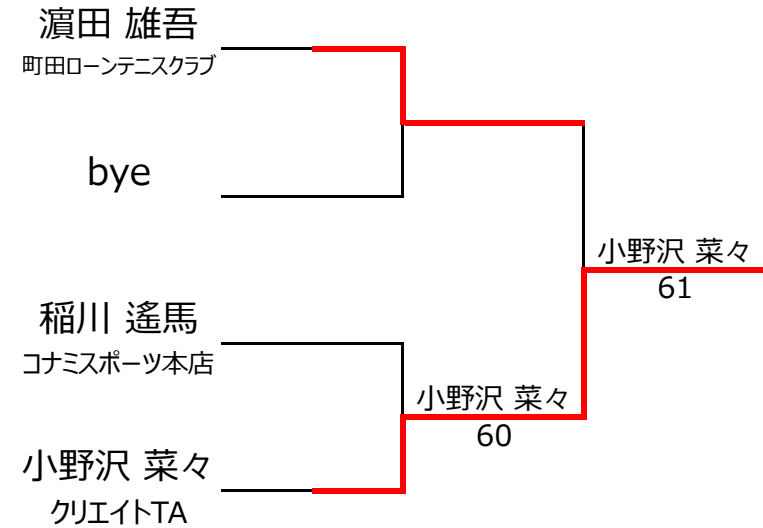 濵田 雄吾
町田ローンテニスクラブ
bye
小野沢 菜々
61
稲川 遙馬
コナミスポーツ本店
小野沢 菜々
60
小野沢 菜々
クリエイトTA